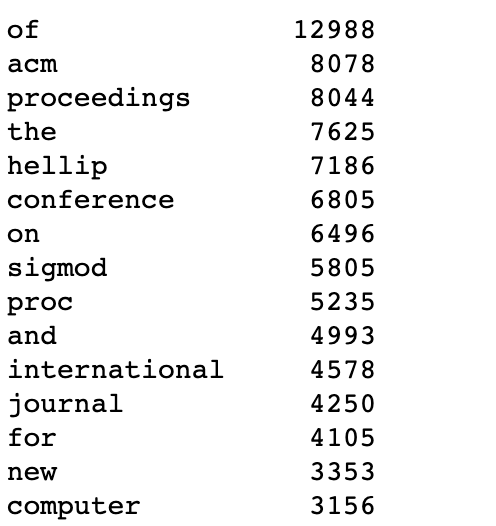 of 12988
acm 8078
proceedings 8044
the 7625
hellip 7186
conference 6805
on 6496
sigmod 5805
proc 5235
and 4993
international 4578
journal 4250
for 4105
new 3353
computer 3156